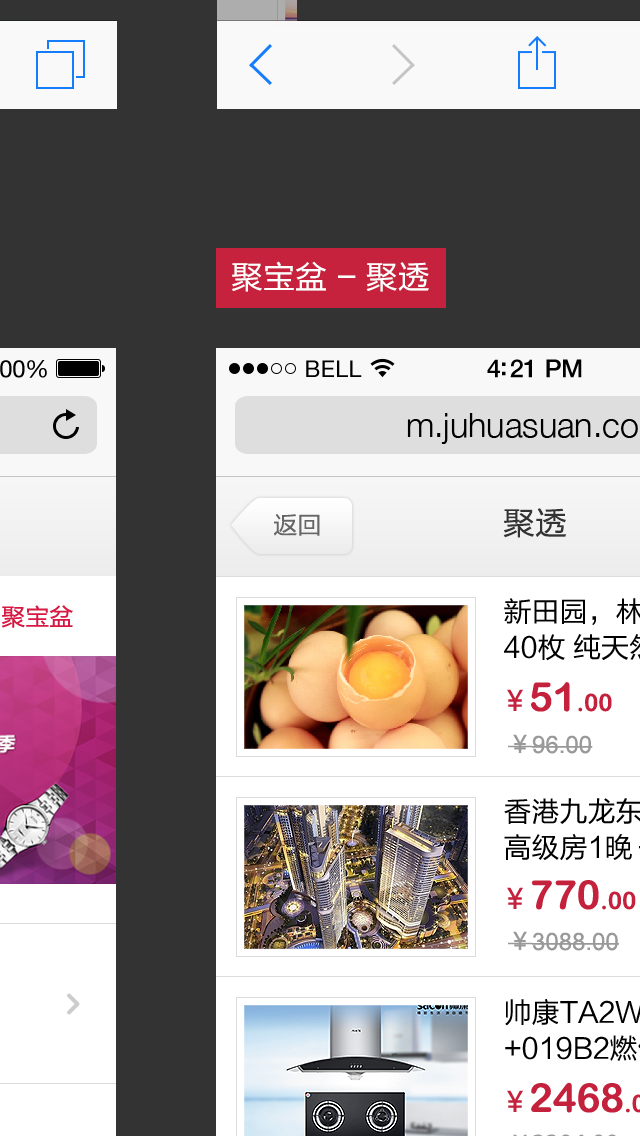 聚宝盆 – 聚透
00%
BELL
4:21 PM
m.juhuasuan.co
返回
聚透
聚宝盆
季
新田园，林
40枚 纯天然
￥51.00
￥96.00
香港九龙东
高级房1晚
￥770.00
￥3088.00
帅康TA2W
+019B2燃
￥2468.0